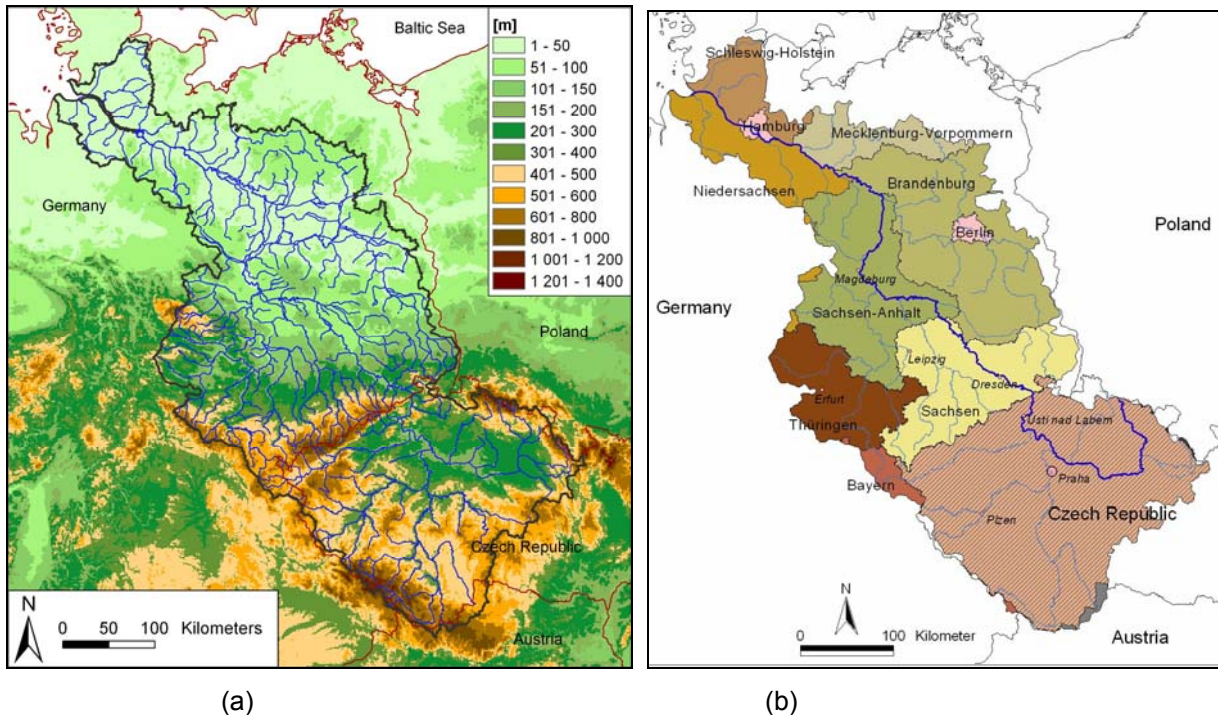 Baltic Sea
[m]
1 - 50
51 - 100
101 - 150
151 - 200
201 - 300
301 - 400
401 - 500
501 - 600
601 - 800
801 - 1 000
1 001 - 1 200
1 201 - 1 400
Germany
Poland
Czech Republic
Austria
N
0 50 100 Kilometers
(a)
Schleswig-Holstein
Hamburg
Mecklenburg-Vorpommern
Niedersachsen
Brandenburg
Berlin
Poland
Magdeburg
Germany
Sachsen-Anhalt
Leipzig
Dresden
Erfurt
Sachsen
Thüringen
Usti nad Labem
Bayern
Praha
Plzen
Czech Republic
N
0 100 Kilometer
Austria
(b)